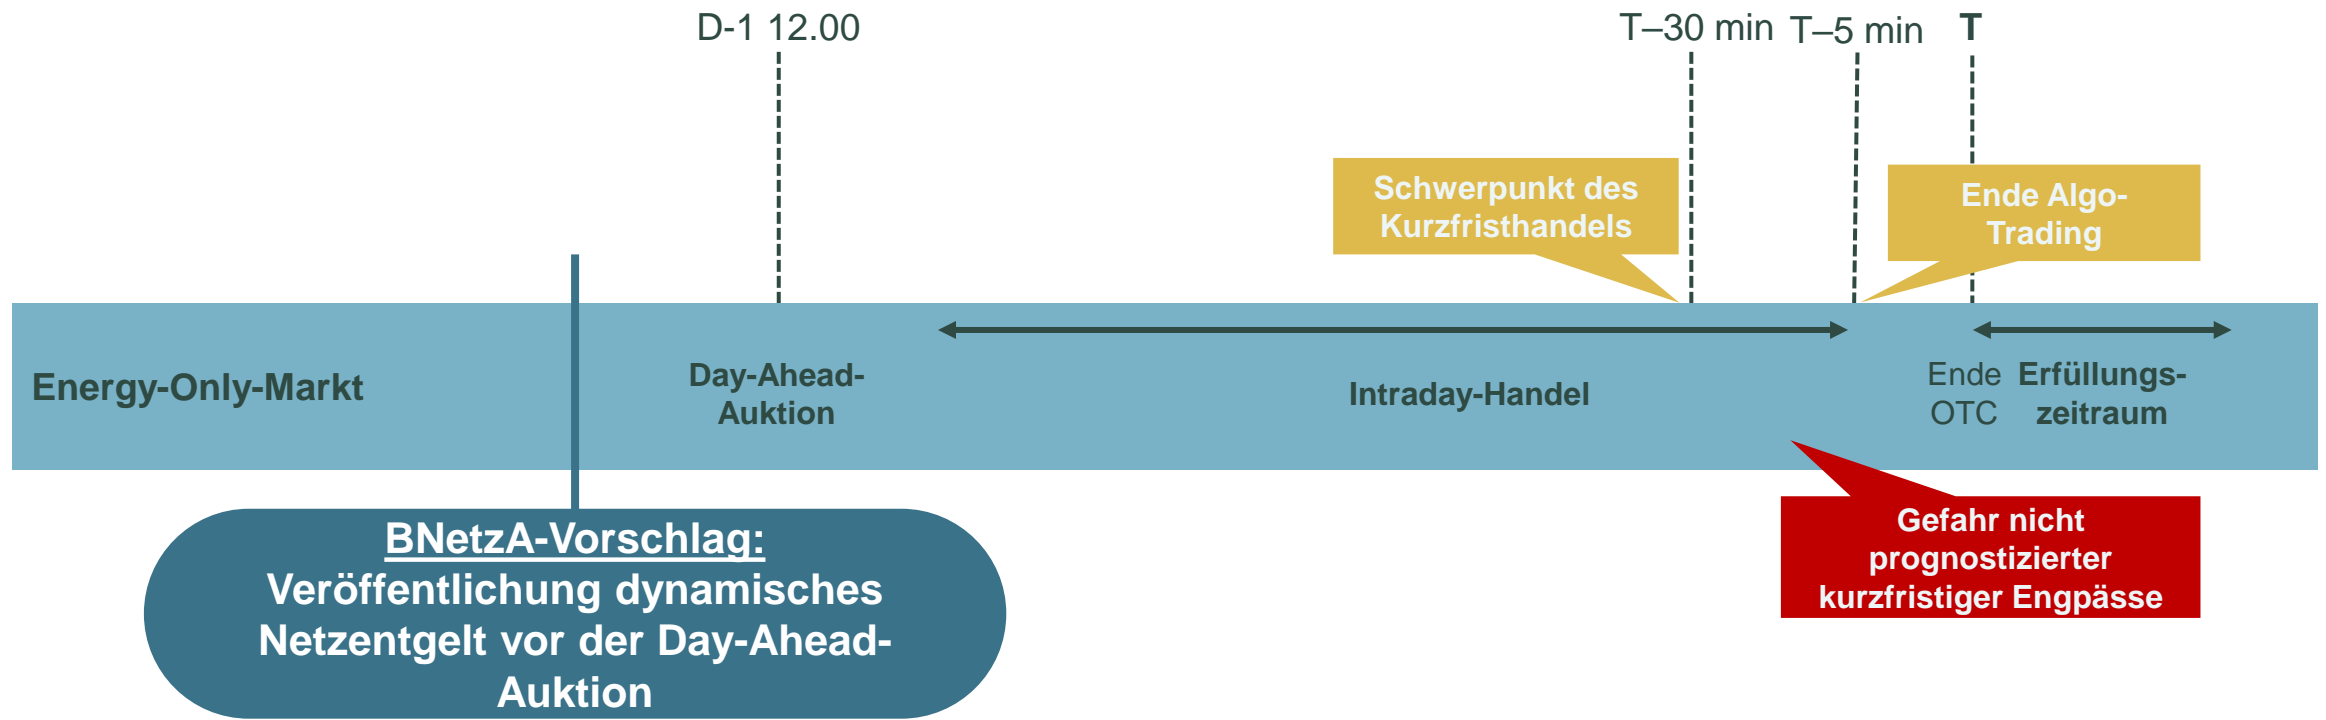 D-1 12.00
T–30 min
T–5 min
T
Schwerpunkt des
Kurzfristhandels
Ende Algo-
Trading
Energy-Only-Markt
Day-Ahead-
Auktion
Intraday-Handel
Ende
OTC
Erfüllungs-
zeitraum
BNetzA-Vorschlag:
Veröffentlichung dynamisches
Netzentgelt vor der Day-Ahead-
Auktion
Gefahr nicht
prognostizierter
kurzfristiger Engpässe